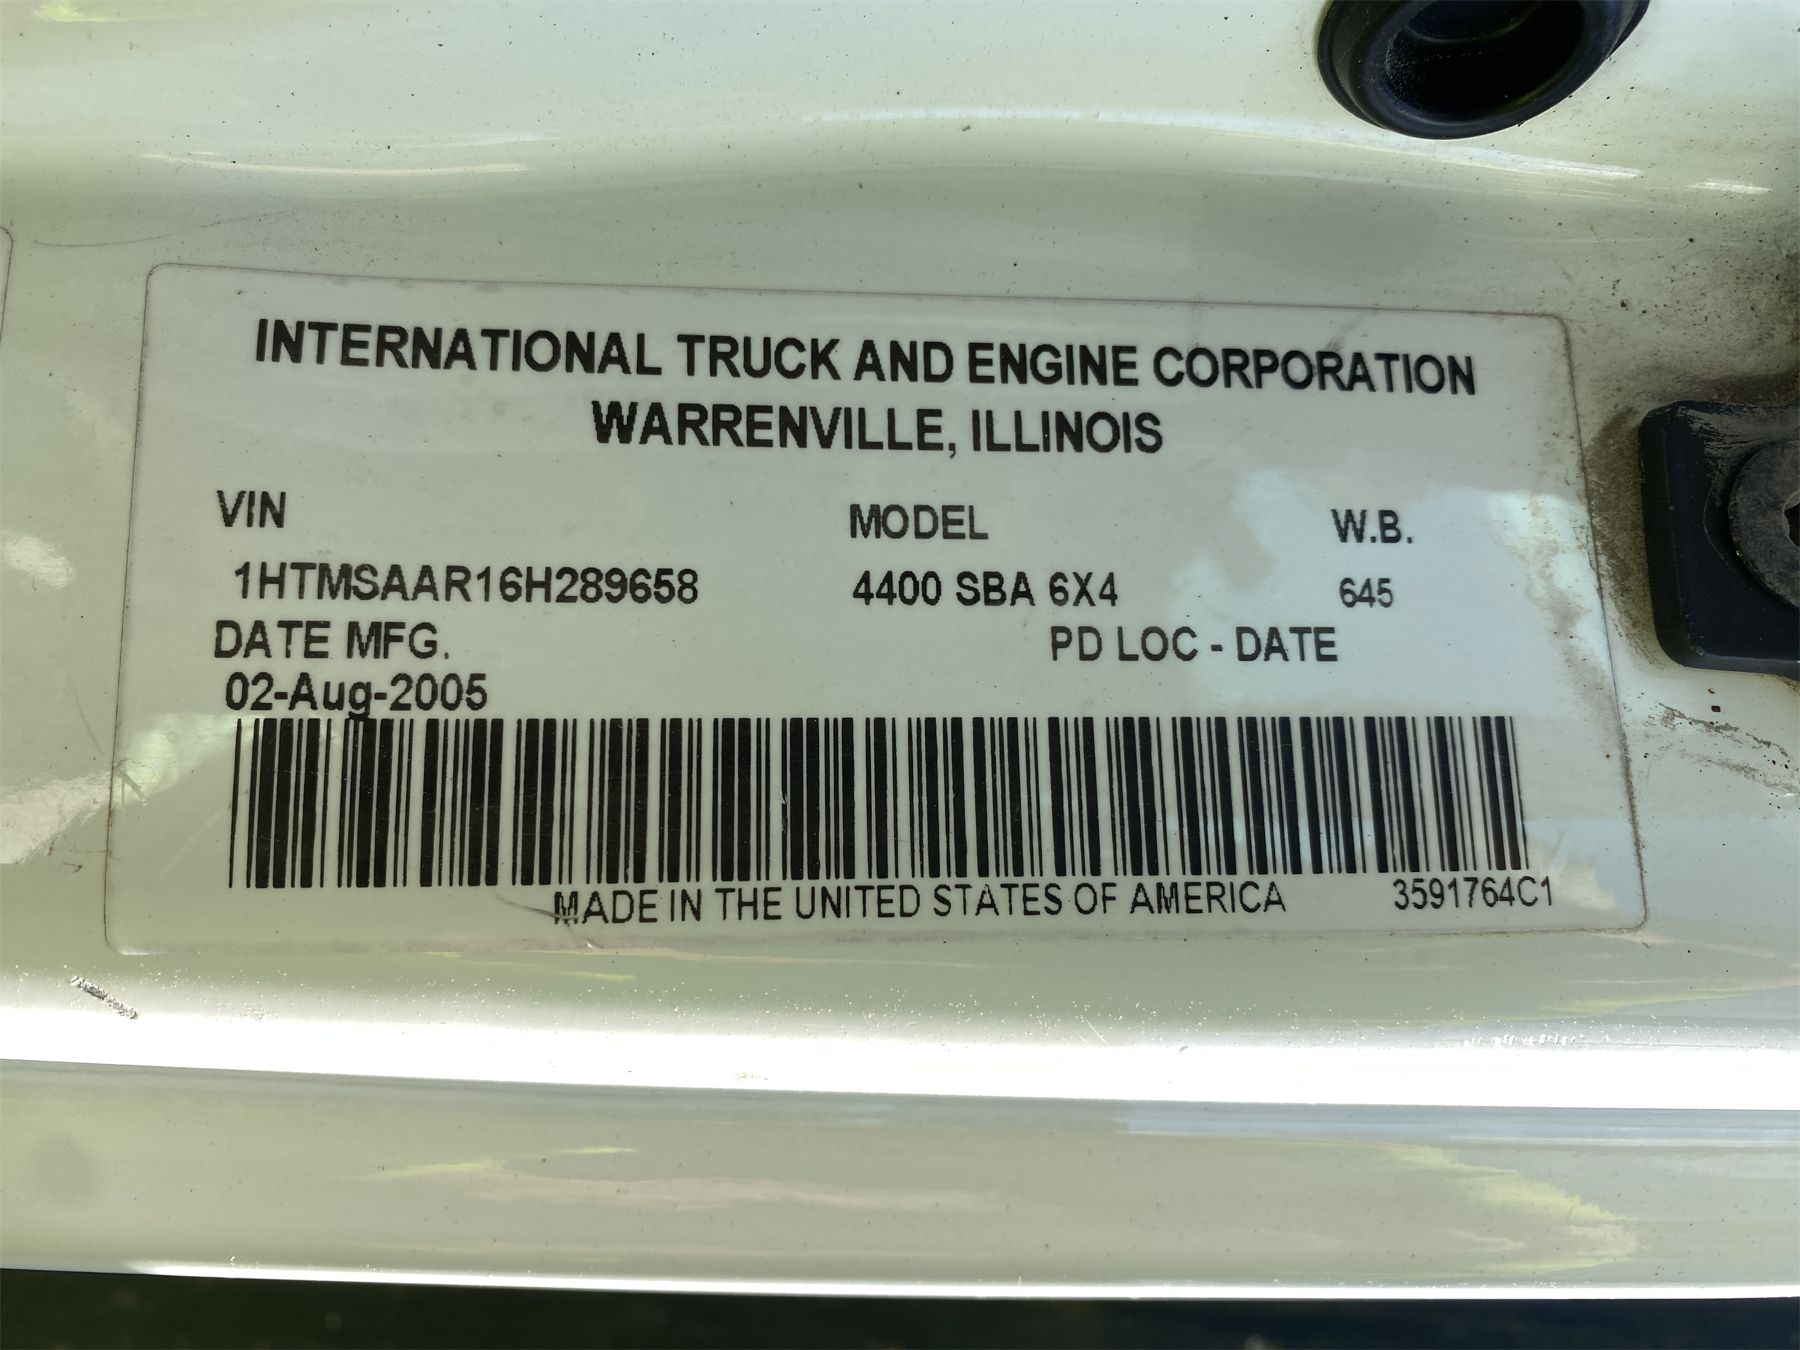 INTERNATIONAL TRUCK AND ENGINE CORPORATION
WARRENVILLE, ILLINOIS
VIN MODEL W.B.
1HTMSAAR16H289658 4400 SBA 6X4 645
DATE MFG. PD LOC - DATE
02-Aug-2005
MADE IN THE UNITED STATES OF AMERICA 3591764C1